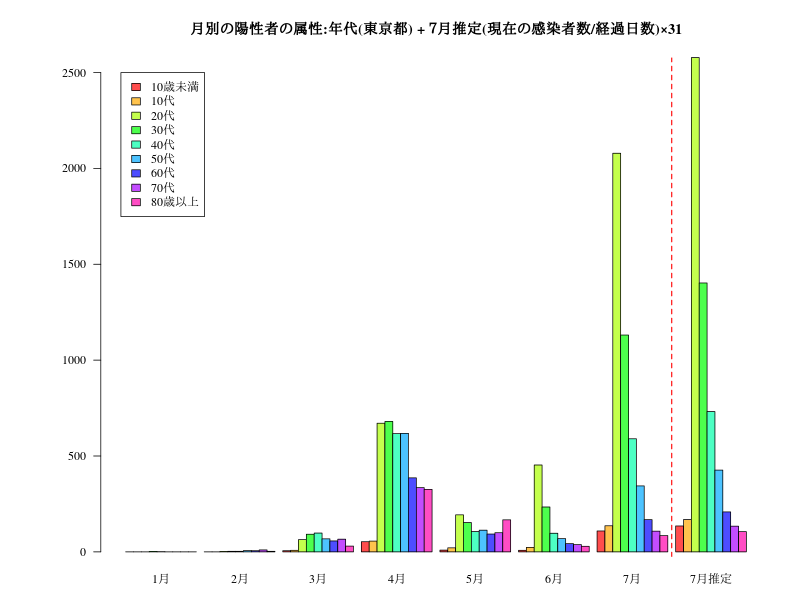 月別の陽性者の属性:年代(東京都) + 7月推定(現在の感染者数/経過日数)×31
2500
2000
1500
1000
500
0
10歳未満
10代
20代
30代
40代
50代
60代
70代
80歳以上
1月 2月 3月 4月 5月 6月 7月 7月推定